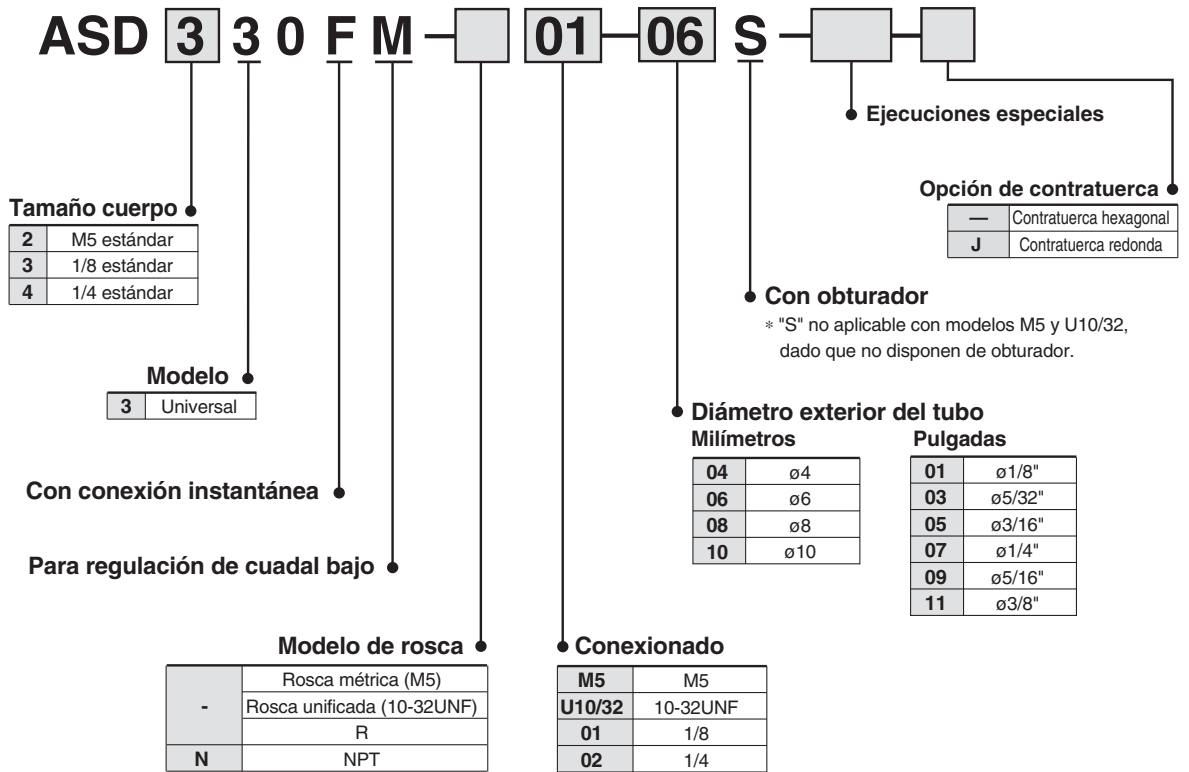 ASD 3 3 0 F M – 01 – 06 S –  –
Ejecuciones especiales
Opción de contratuerca
— Contratuerca hexagonal
J Contratuerca redonda
Tamaño cuerpo
2 M5 estándar
3 1/8 estándar
4 1/4 estándar
Con obturador
* "S" no aplicable con modelos M5 y U10/32,
dado que no disponen de obturador.
Modelo
3 Universal
Diámetro exterior del tubo
Milímetros
04 ø4
06 ø6
08 ø8
10 ø10
Pulgadas
01 ø1/8"
03 ø5/32"
05 ø3/16"
07 ø1/4"
09 ø5/16"
11 ø3/8"
Con conexión instantánea
Para regulación de cuadal bajo
Modelo de rosca
- Rosca métrica (M5)
Rosca unificada (10-32UNF)
R
N NPT
Conexionado
M5 M5
U10/32 10-32UNF
01 1/8
02 1/4